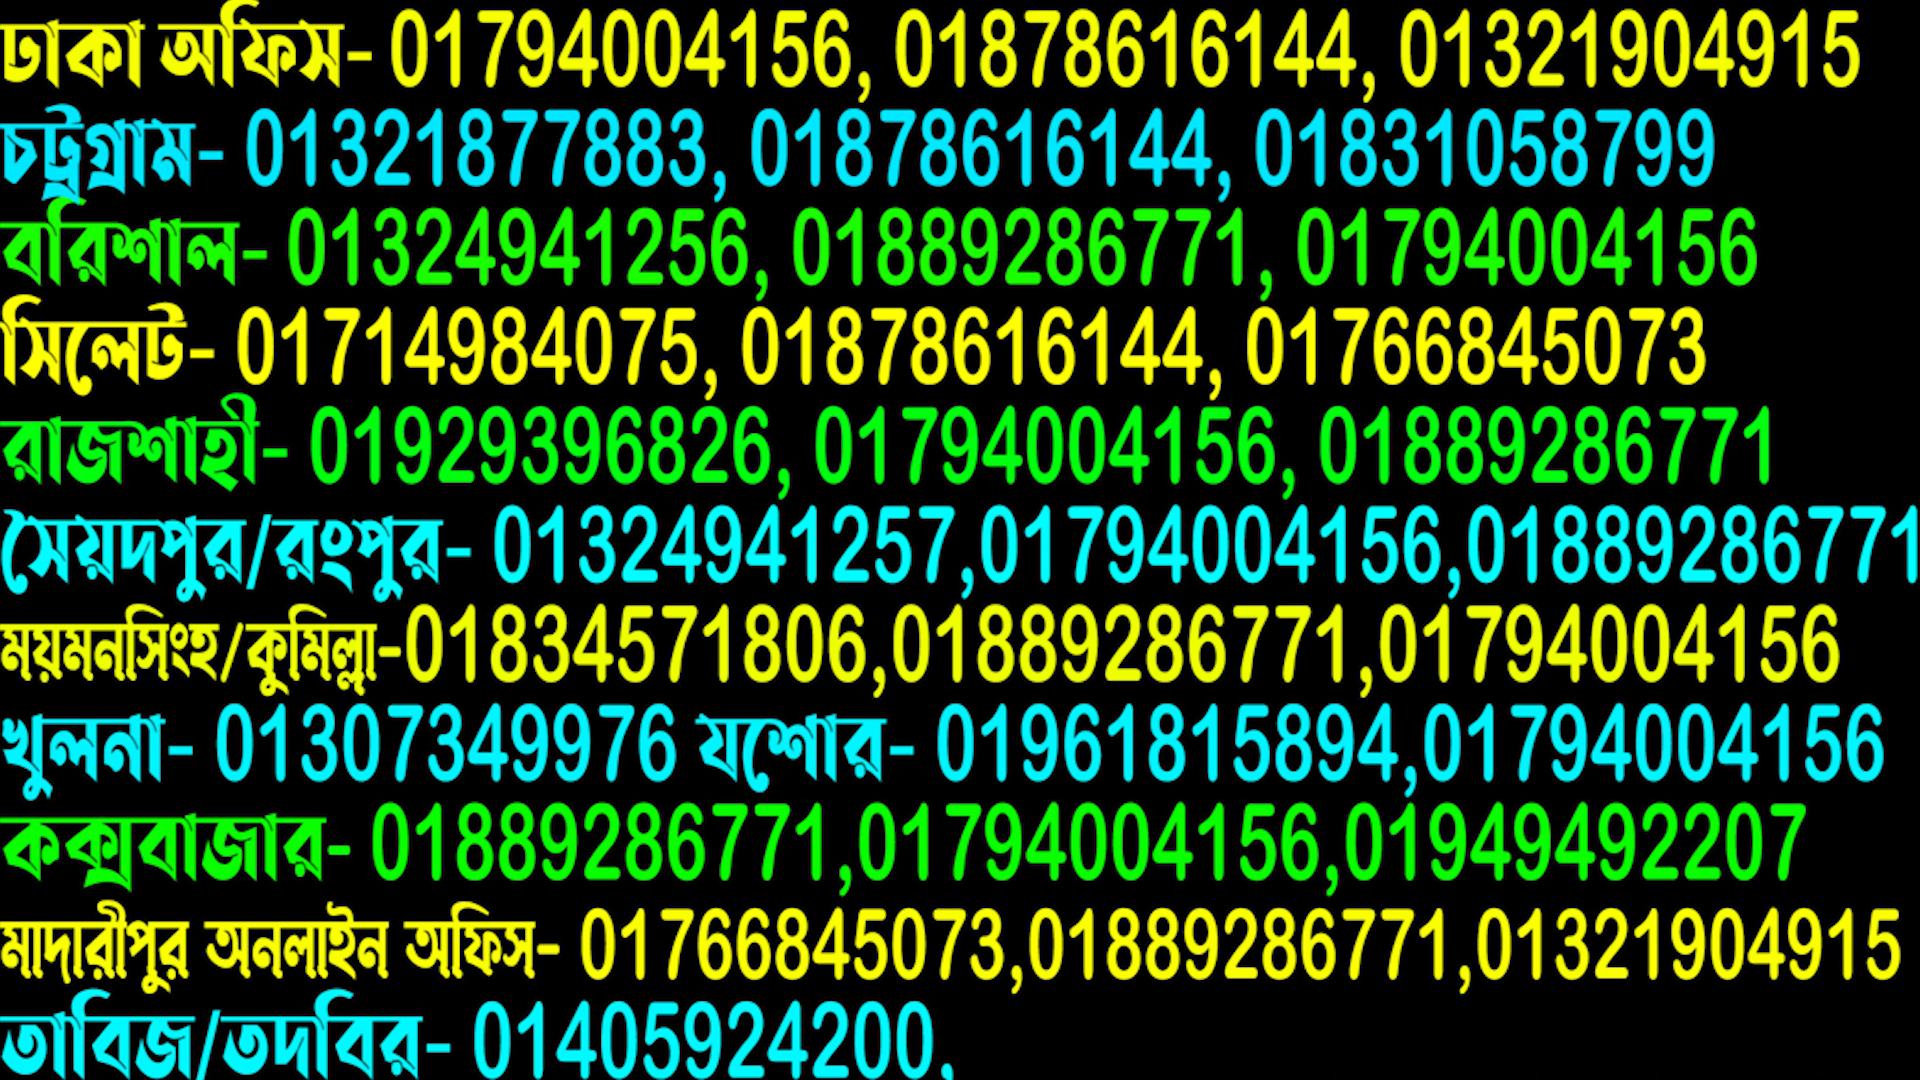 ঢাকা অফিস- 01794004156, 01878616144, 01321904915
চট্রগ্রাম- 01321877883, 01878616144, 01831058799
বরিশাল- 01324941256, 01889286771, 01794004156
সিলেট- 01714984075, 01878616144, 01766845073
রাজশাহী- 01929396826, 01794004156, 01889286771
সৈয়দপুর/রংপুর- 01324941257,01794004156,01889286771
ময়মনসিংহ/কুমিল্লা-01834571806,01889286771,01794004156
খুলনা- 01307349976 যশোর- 01961815894,01794004156
কক্সবাজার- 01889286771,01794004156,01949492207
মাদারীপুর অনলাইন অফিস- 01766845073,01889286771,01321904915
তাবিজ/তদবির- 01405924200,